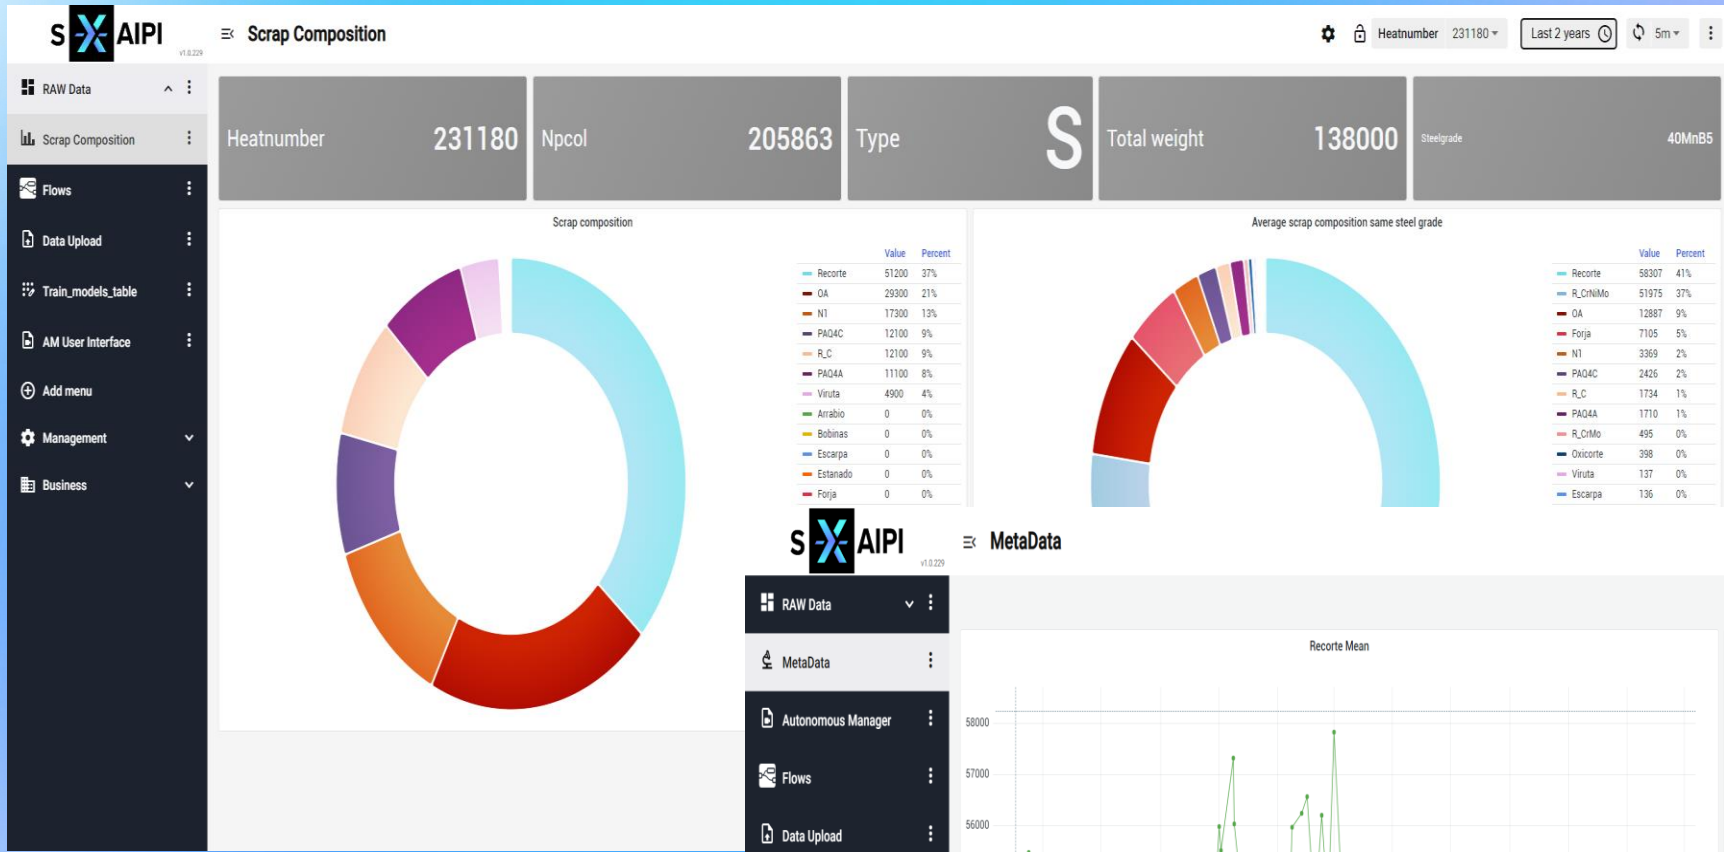 S X AIPI
v1.0.229
Scrap Composition
Heatnumber 231180
Last 2 years
5m
RAW Data
Scrap Composition
Flows
Data Upload
Train_models_table
AM User Interface
Add menu
Management
Business
Heatnumber 231180
Npcol 205863
Type S
Total weight 138000
Steelgrade 40MnB5
Scrap composition
Value Percent
Recorte 51200 37%
OA 29300 21%
N1 17300 13%
PAQ4C 12100 9%
R_C 12100 9%
PAQ4A 11100 8%
Viruta 4900 4%
Arrabio 0 0%
Bobinas 0 0%
Escarpa 0 0%
Estanado 0 0%
Forja 0 0%
Average scrap composition same steel grade
Value Percent
Recorte 58307 41%
R_CrNiMo 51975 37%
OA 12887 9%
Forja 7105 5%
N1 3369 2%
PAQ4C 2426 2%
R_C 1734 1%
PAQ4A 1710 1%
R_CrMo 495 0%
Oxicorte 398 0%
Viruta 137 0%
Escarpa 136 0%
S X AIPI
v1.0.229
MetaData
RAW Data
MetaData
Autonomous Manager
Flows
Data Upload
Recorte Mean
58000
57000
56000